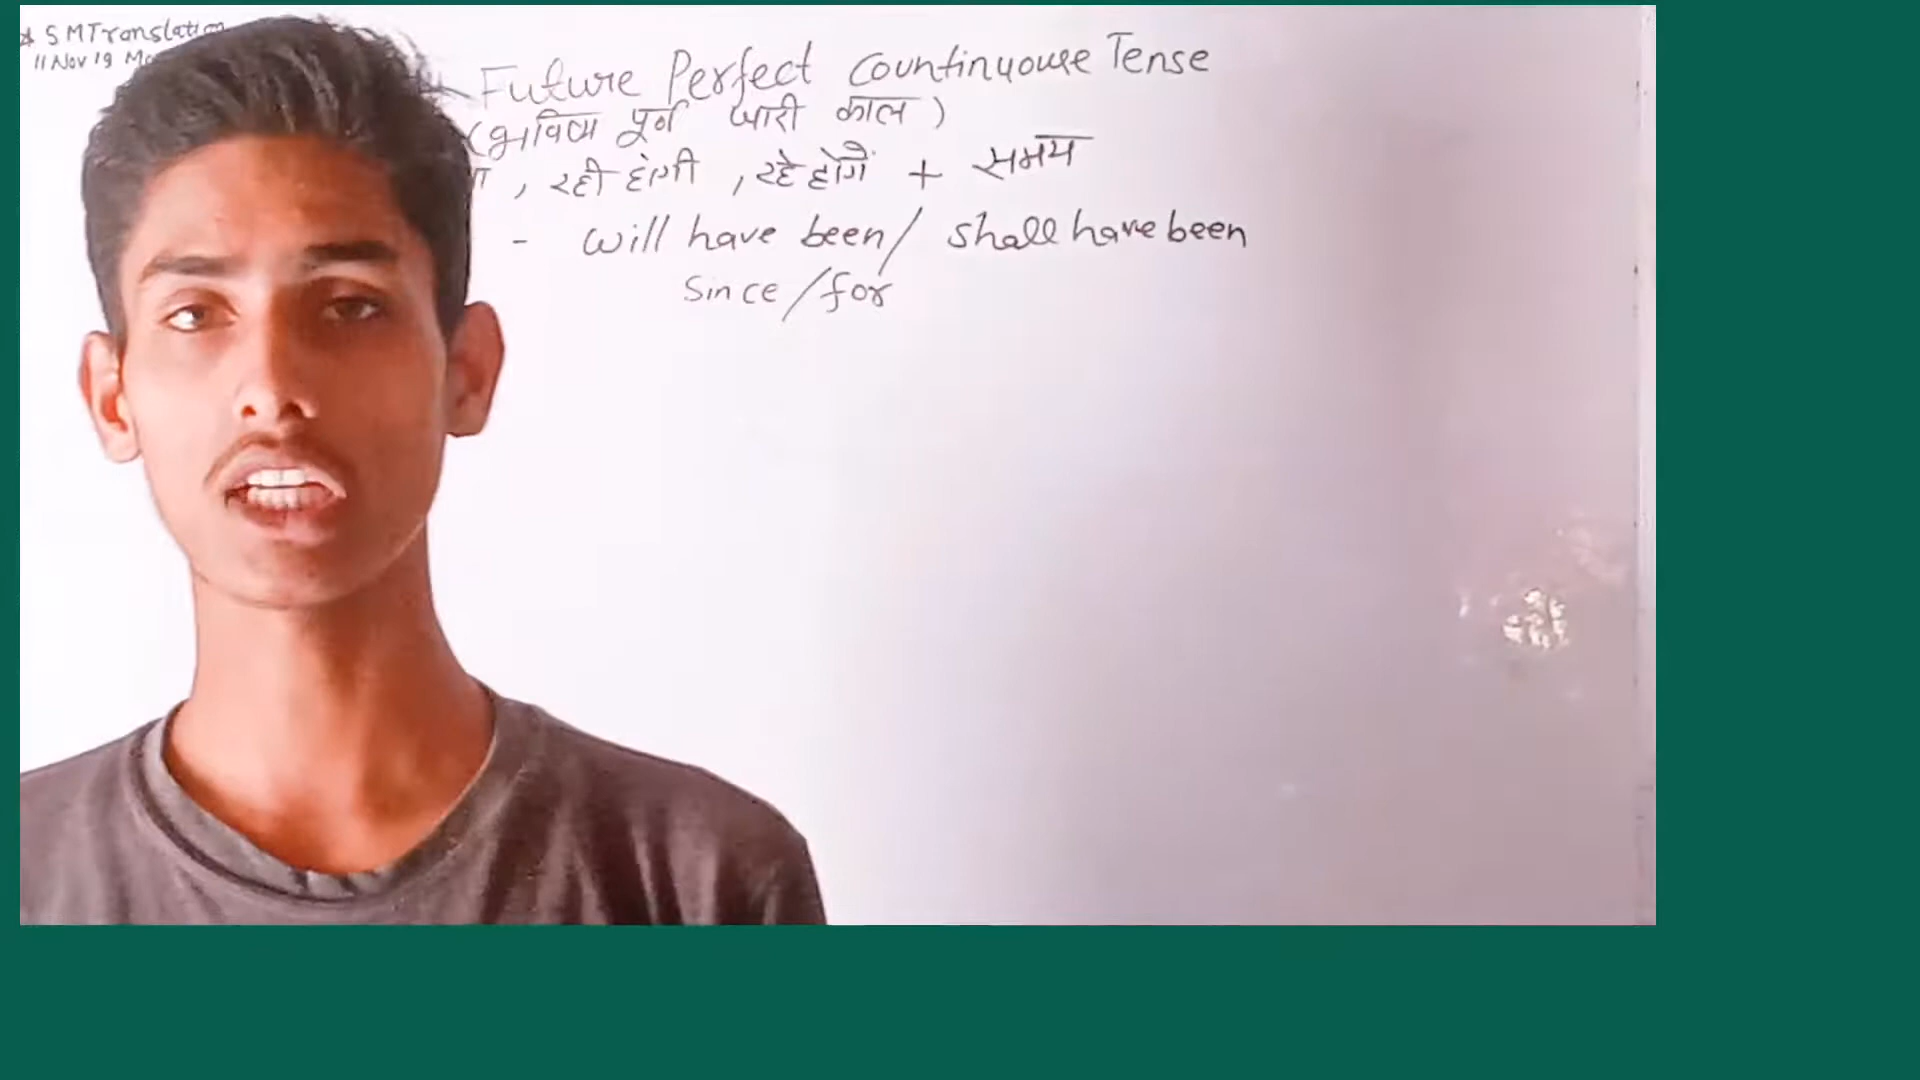 * SMTranslation
11 Nov 19
Future Perfect Countinuouse Tense
(भविष्य पूर्ण जारी काल)
, रही होगी , रहे होगें + समय
- will have been / shall have been
Since / for